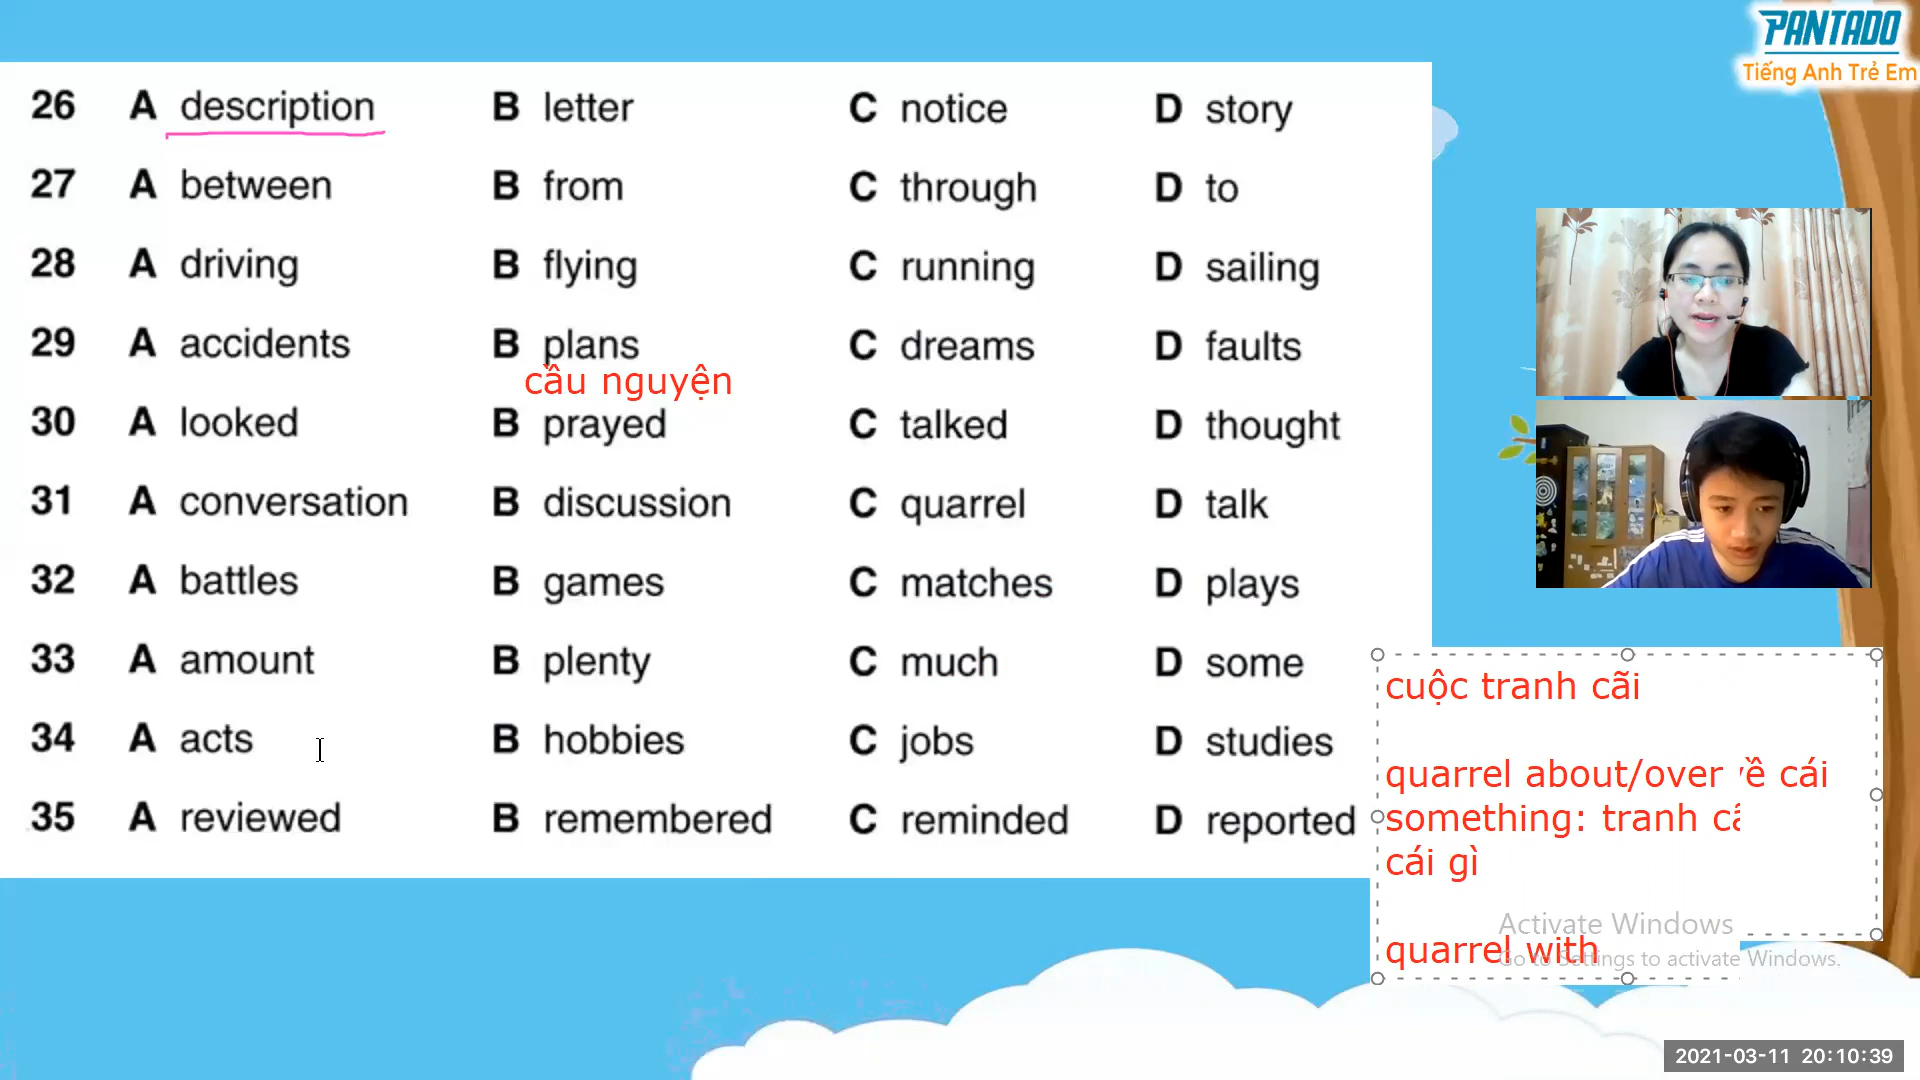 PANTADO
Tiếng Anh Trẻ Em
26 A description B letter C notice D story
27 A between B from C through D to
28 A driving B flying C running D sailing
29 A accidents B plans C dreams D faults
cầu nguyện
30 A looked B prayed C talked D thought
31 A conversation B discussion C quarrel D talk
32 A battles B games C matches D plays
33 A amount B plenty C much D some
34 A acts B hobbies C jobs D studies
35 A reviewed B remembered C reminded D reported
cuộc tranh cãi
quarrel about/over về cái
something: tranh
cái gì
quarrel with
Activate Windows
Go to Settings to activate Windows.
2021-03-11 20:10:39